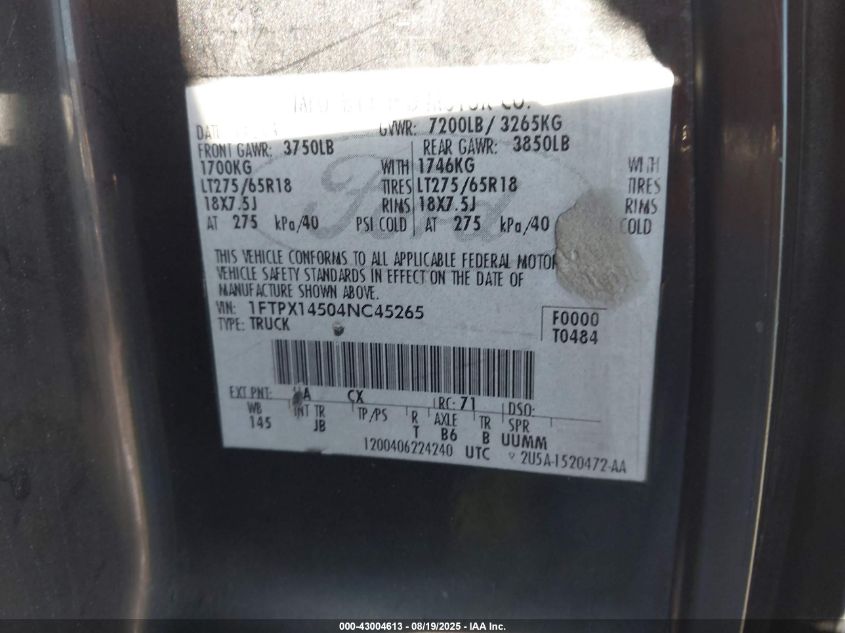 MOTOR CO.
GVWR: 7200LB/ 3265KG
FRONT GAWR: 3750LB REAR GAWR: 3850LB
1700KG WITH 1746KG WITH
LT275/65R18 TIRES LT275/65R18 TIRES
18X7.5J RIMS 18X7.5J RIMS
AT 275 kPa/40 PSI COLD AT 275 kPa/40 COLD
Ford
THIS VEHICLE CONFORMS TO ALL APPLICABLE FEDERAL MOTOR
VEHICLE SAFETY STANDARDS IN EFFECT ON THE DATE OF
MANUFACTURE SHOWN ABOVE.
VIN: 1FTPX14504NC45265 F0000
TYPE: TRUCK T0484
EXT PNT: CX RC: 71 DSO:
WB INT TR TP/PS R AXLE TR SPR
145 JB T B6 B UUMM
1200406224240 UTC 2U5A-1520472-AA
000-43004613 - 08/19/2025 - IAA Inc.